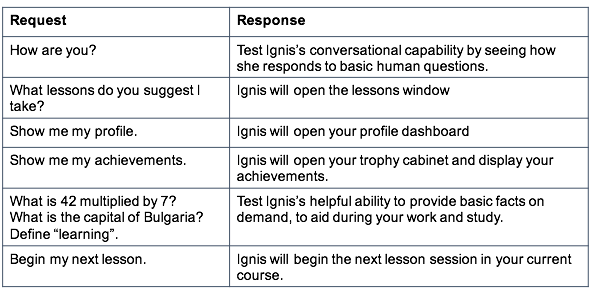 Request Response
How are you? Test Ignis's conversational capability by seeing how
she responds to basic human questions.
What lessons do you suggest I Ignis will open the lessons window
take?
Show me my profile. Ignis will open your profile dashboard
Show me my achievements. Ignis will open your trophy cabinet and display your
achievements.
What is 42 multiplied by 7? Test Ignis's helpful ability to provide basic facts on
What is the capital of Bulgaria? demand, to aid during your work and study.
Define “learning”.
Begin my next lesson. Ignis will begin the next lesson session in your current
course.